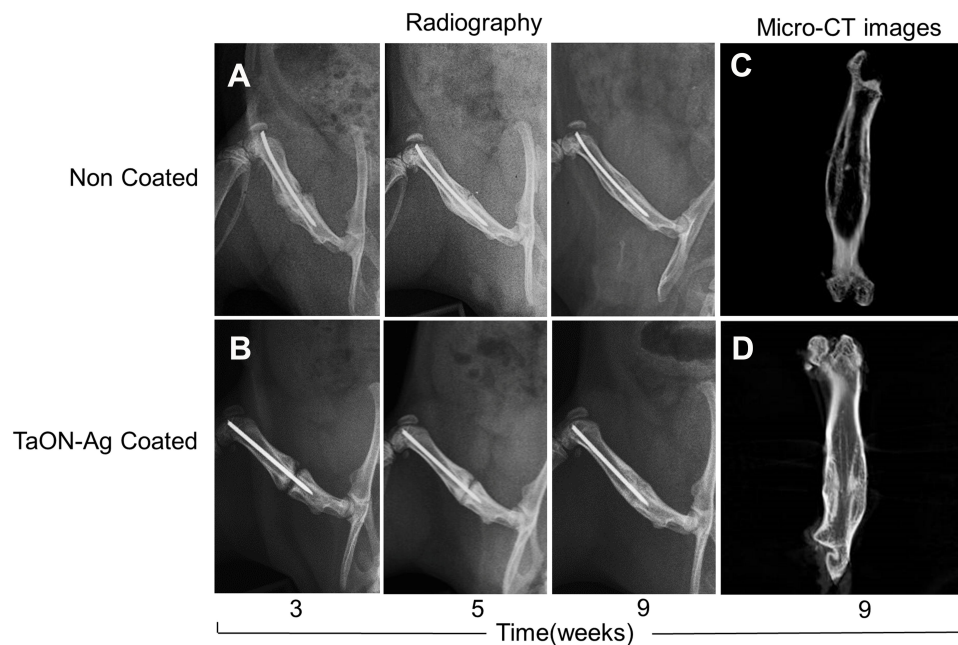 Radiography
Micro-CT images
A
C
Non Coated
B
D
TaON-Ag Coated
3
5
9
9
Time(weeks)